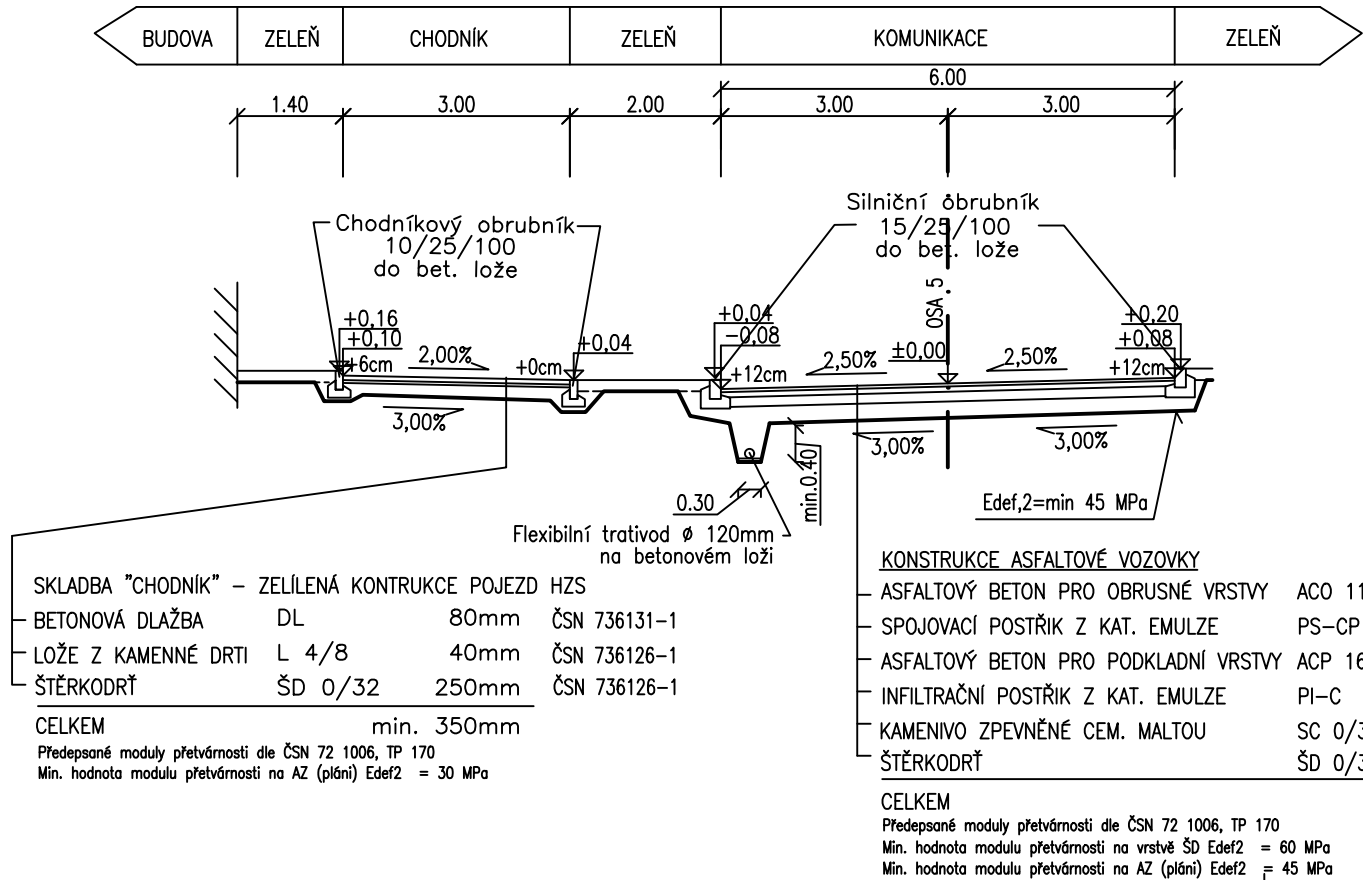 BUDOVA ZELEŇ CHODNÍK ZELEŇ KOMUNIKACE ZELEŇ
6.00
1.40 3.00 2.00 3.00 3.00
Chodníkový obrubník
10/25/100
do bet. lože
Silniční obrubník
15/25/100
do bet. lože
OSA 5
+0,16
+0,10
+6cm
2,00%
+0cm
+0,04
3,00%
+0,04
-0,08
+12cm
2,50%
±0,00
2,50%
+0,20
+0,08
+12cm
3,00%
3,00%
min.0.40
0.30
Edef,2=min 45 MPa
Flexibilní trativod ø 120mm
na betonovém loži
SKLADBA "CHODNÍK" – ZELÍLENÁ KONTRUKCE POJEZD HZS
BETONOVÁ DLAŽBA DL 80mm ČSN 736131-1
LOŽE Z KAMENNÉ DRTI L 4/8 40mm ČSN 736126-1
ŠTĚRKODRŤ ŠD 0/32 250mm ČSN 736126-1
CELKEM min. 350mm
Předepsané moduly přetvárnosti dle ČSN 72 1006, TP 170
Min. hodnota modulu přetvárnosti na AZ (pláni) Edef2 = 30 MPa
KONSTRUKCE ASFALTOVÉ VOZOVKY
ASFALTOVÝ BETON PRO OBRUSNÉ VRSTVY ACO 11
SPOJOVACÍ POSTŘIK Z KAT. EMULZE PS-CP
ASFALTOVÝ BETON PRO PODKLADNÍ VRSTVY ACP 16
INFILTRAČNÍ POSTŘIK Z KAT. EMULZE PI-C
KAMENIVO ZPEVNĚNÉ CEM. MALTOU SC 0/3
ŠTĚRKODRŤ ŠD 0/3
CELKEM
Předepsané moduly přetvárnosti dle ČSN 72 1006, TP 170
Min. hodnota modulu přetvárnosti na vrstvě ŠD Edef2 = 60 MPa
Min. hodnota modulu přetvárnosti na AZ (pláni) Edef2 = 45 MPa